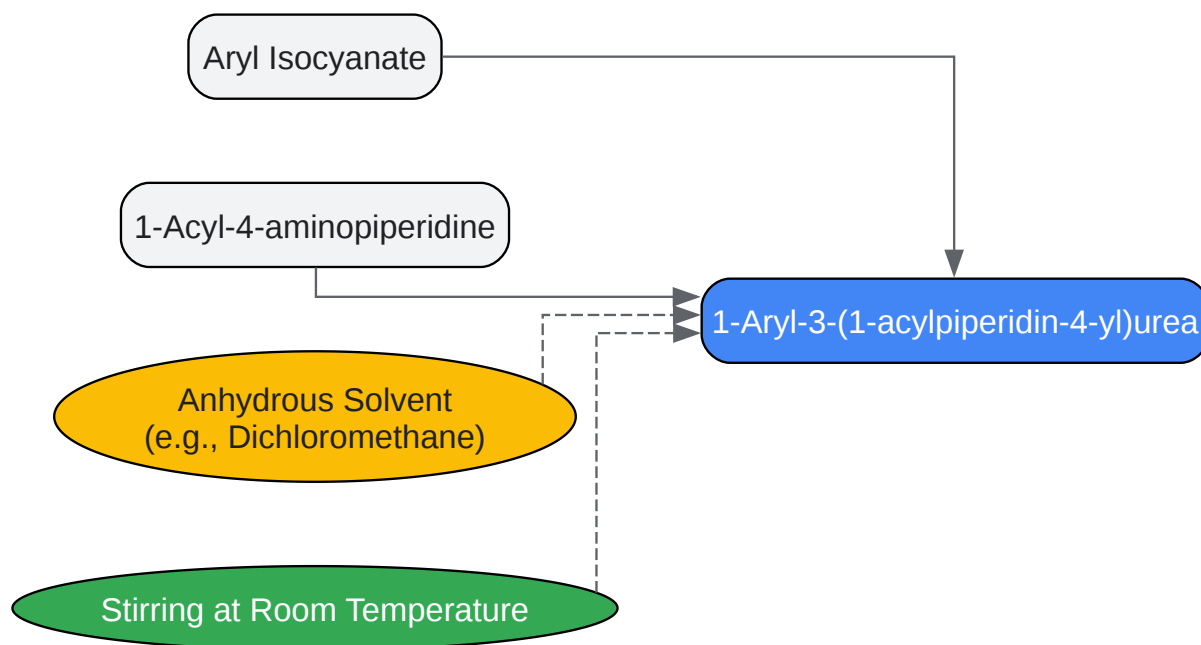 Aryl Isocyanate
1-Acyl-4-aminopiperidine
1-Aryl-3-(1-acylpiperidin-4-yl)urea
Anhydrous Solvent
(e.g., Dichloromethane)
Stirring at Room Temperature